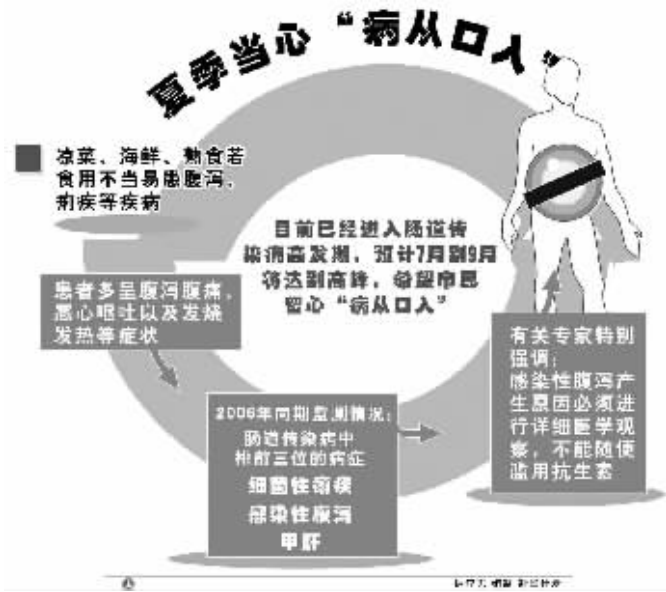 夏季当心“病从口入”
凉菜、海鲜、熟食若
食用不当易患腹泻、
痢疾等疾病
目前已经进入肠道传
染病高发期，预计7月到9月
将达到高峰，希望市民
留心“病从口入”
患者多呈腹泻腹痛，
恶心呕吐以及发烧
发热等症状
2006年同期监测情况：
肠道传染病中
排前三位的病症
细菌性痢疾
感染性腹泻
甲肝
有关专家特别
强调：
感染性腹泻产
生原因必须进
行详细医学观
察，不能随便
滥用抗生素